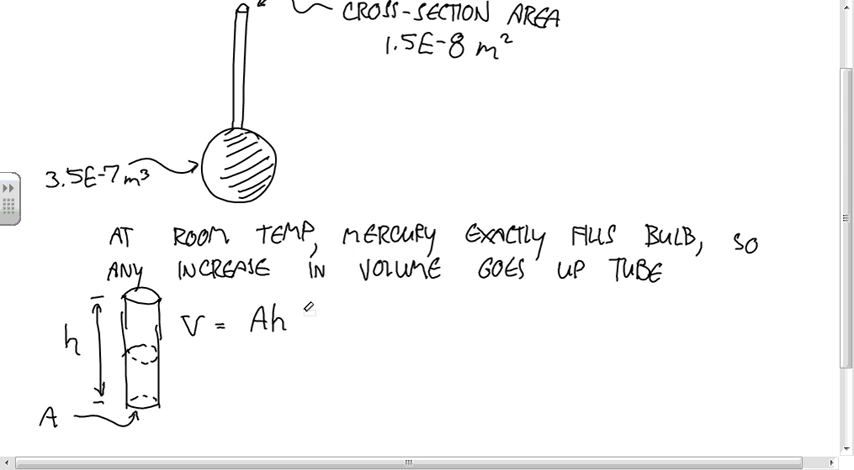 CROSS-SECTION AREA
1.5E-8 m²
3.5E-7 m³
AT ROOM TEMP, MERCURY EXACTLY FILLS BULB, SO
ANY INCREASE IN VOLUME GOES UP TUBE
h
V = Ah
A